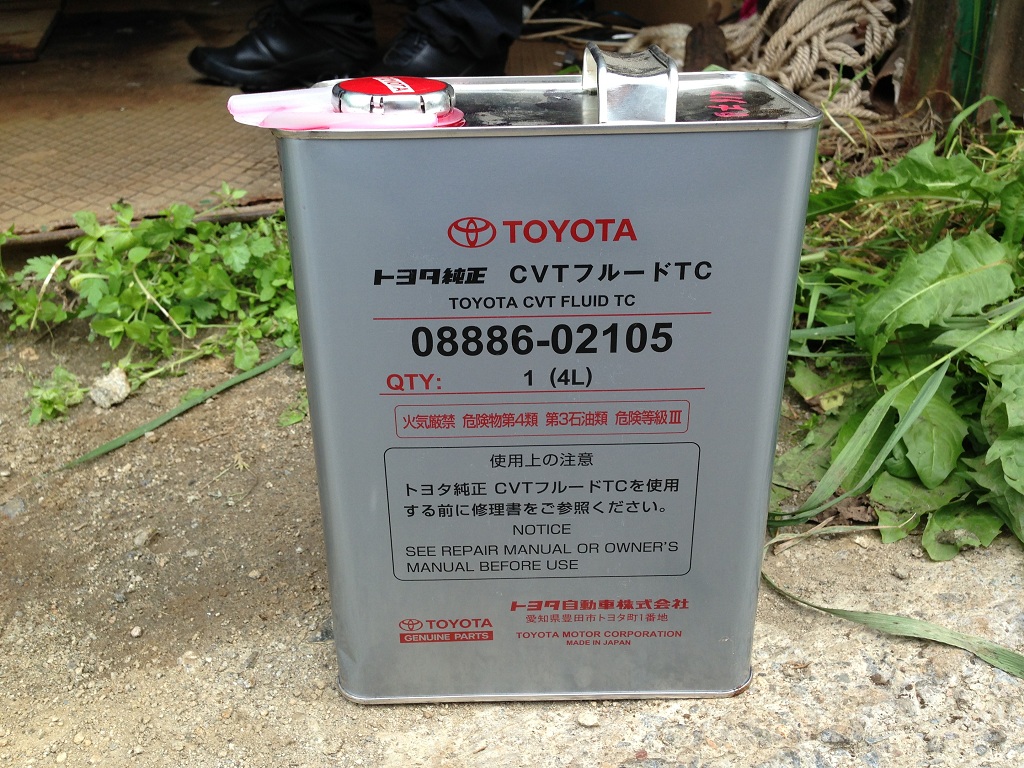 TOYOTA
トヨタ純正 CVTフルードTC
TOYOTA CVT FLUID TC
08886-02105
QTY: 1 (4L)
火気厳禁 危険物第4類 第3石油類 危険等級Ⅲ
使用上の注意
トヨタ純正 CVTフルードTCを使用
する前に修理書をご参照ください。
NOTICE
SEE REPAIR MANUAL OR OWNER'S
MANUAL BEFORE USE
トヨタ自動車株式会社
愛知県豊田市トヨタ町1番地
TOYOTA
GENUINE PARTS
TOYOTA MOTOR CORPORATION
MADE IN JAPAN